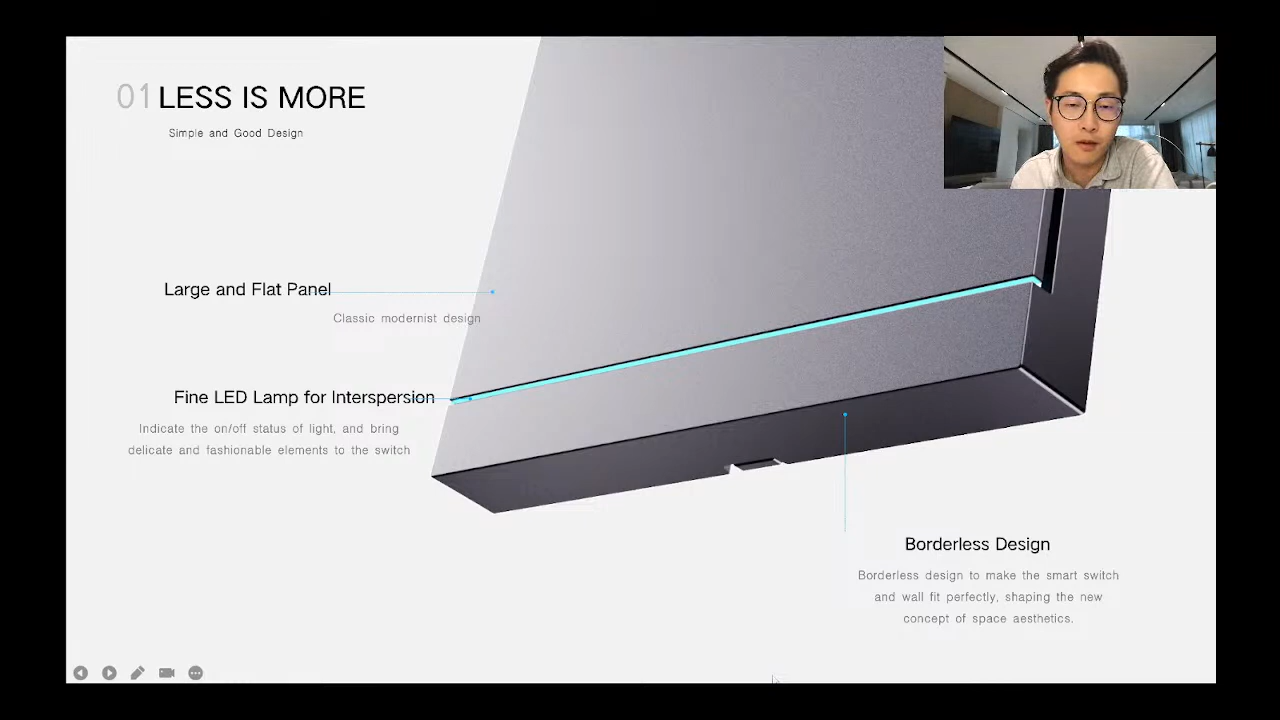 01 LESS IS MORE
Simple and Good Design
Large and Flat Panel
Classic modernist design
Fine LED Lamp for Interspersion
Indicate the on/off status of light, and bring
delicate and fashionable elements to the switch
Borderless Design
Borderless design to make the smart switch
and wall fit perfectly, shaping the new
concept of space aesthetics.